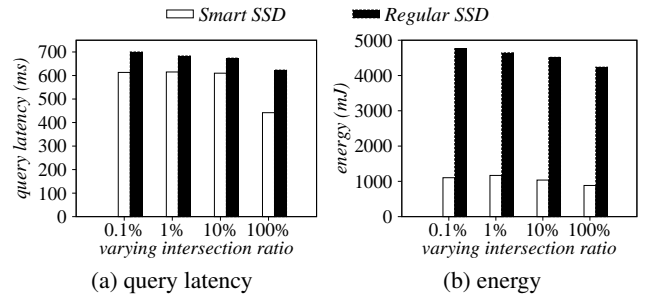 Smart SSD Regular SSD
query latency (ms)
700
600
500
400
300
200
100
0
0.1% 1% 10% 100%
varying intersection ratio
(a) query latency
energy (mJ)
5000
4000
3000
2000
1000
0
0.1% 1% 10% 100%
varying intersection ratio
(b) energy